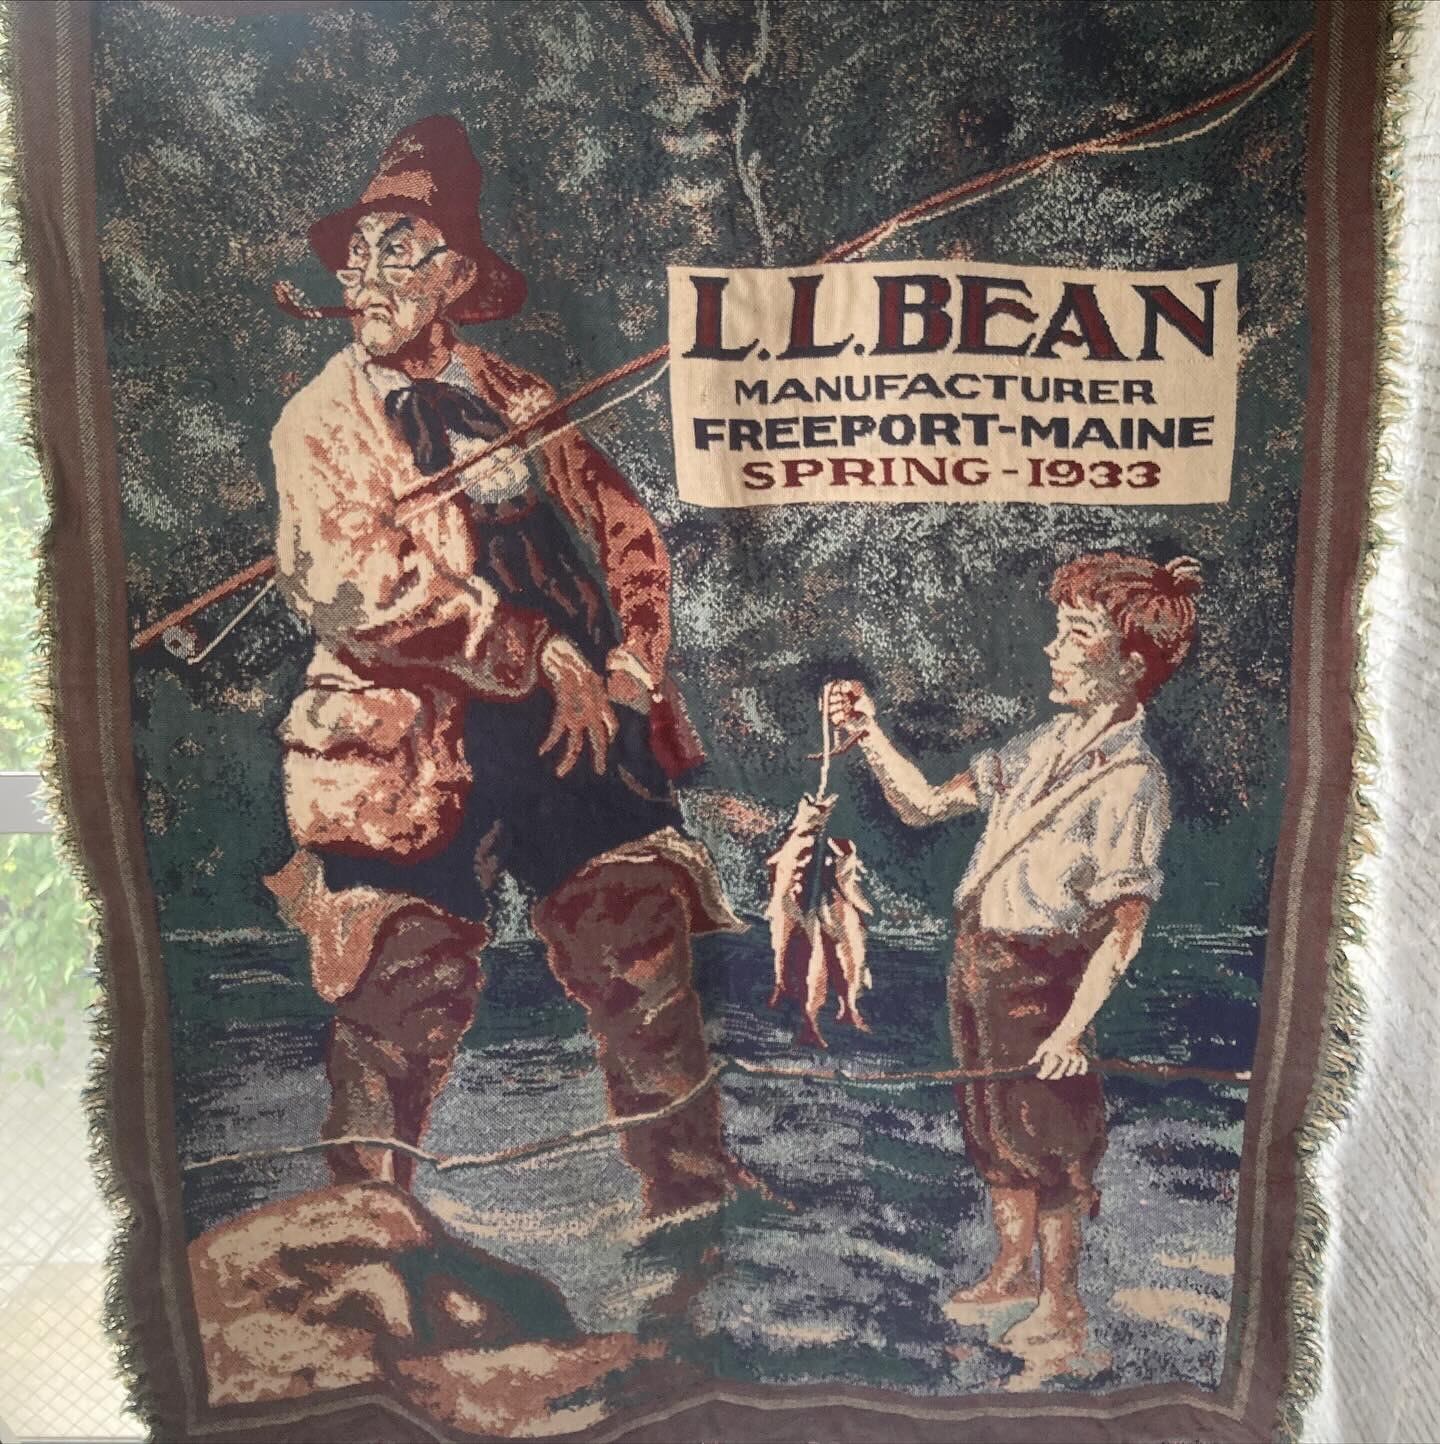 L.L.BEAN
MANUFACTURER
FREEPORT-MAINE
SPRING-1933